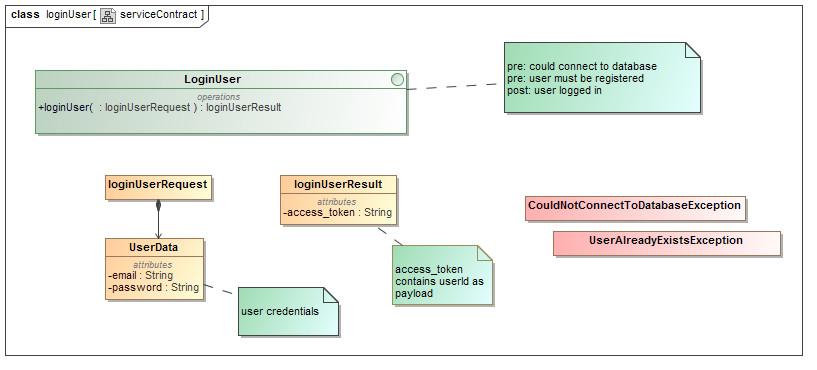 class loginUser [ serviceContract ]
LoginUser
operations
+loginUser( : loginUserRequest ) : loginUserResult
pre: could connect to database
pre: user must be registered
post: user logged in
loginUserRequest
loginUserResult
attributes
-access_token : String
CouldNotConnectToDatabaseException
UserAlreadyExistsException
UserData
attributes
-email : String
-password : String
access_token
contains userId as
payload
user credentials